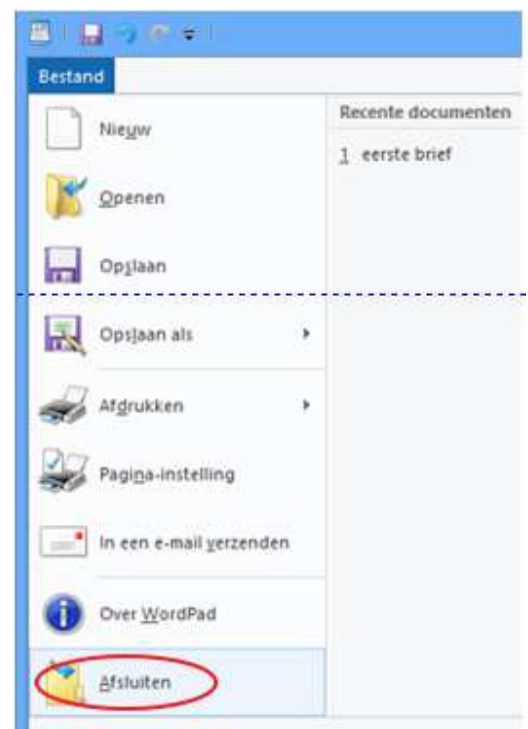 Bestand
Nieuw
Openen
Opslaan
Opslaan als
Afdrukken
Pagina-instelling
In een e-mail verzenden
Over WordPad
Afsluiten
Recente documenten
1 eerste brief